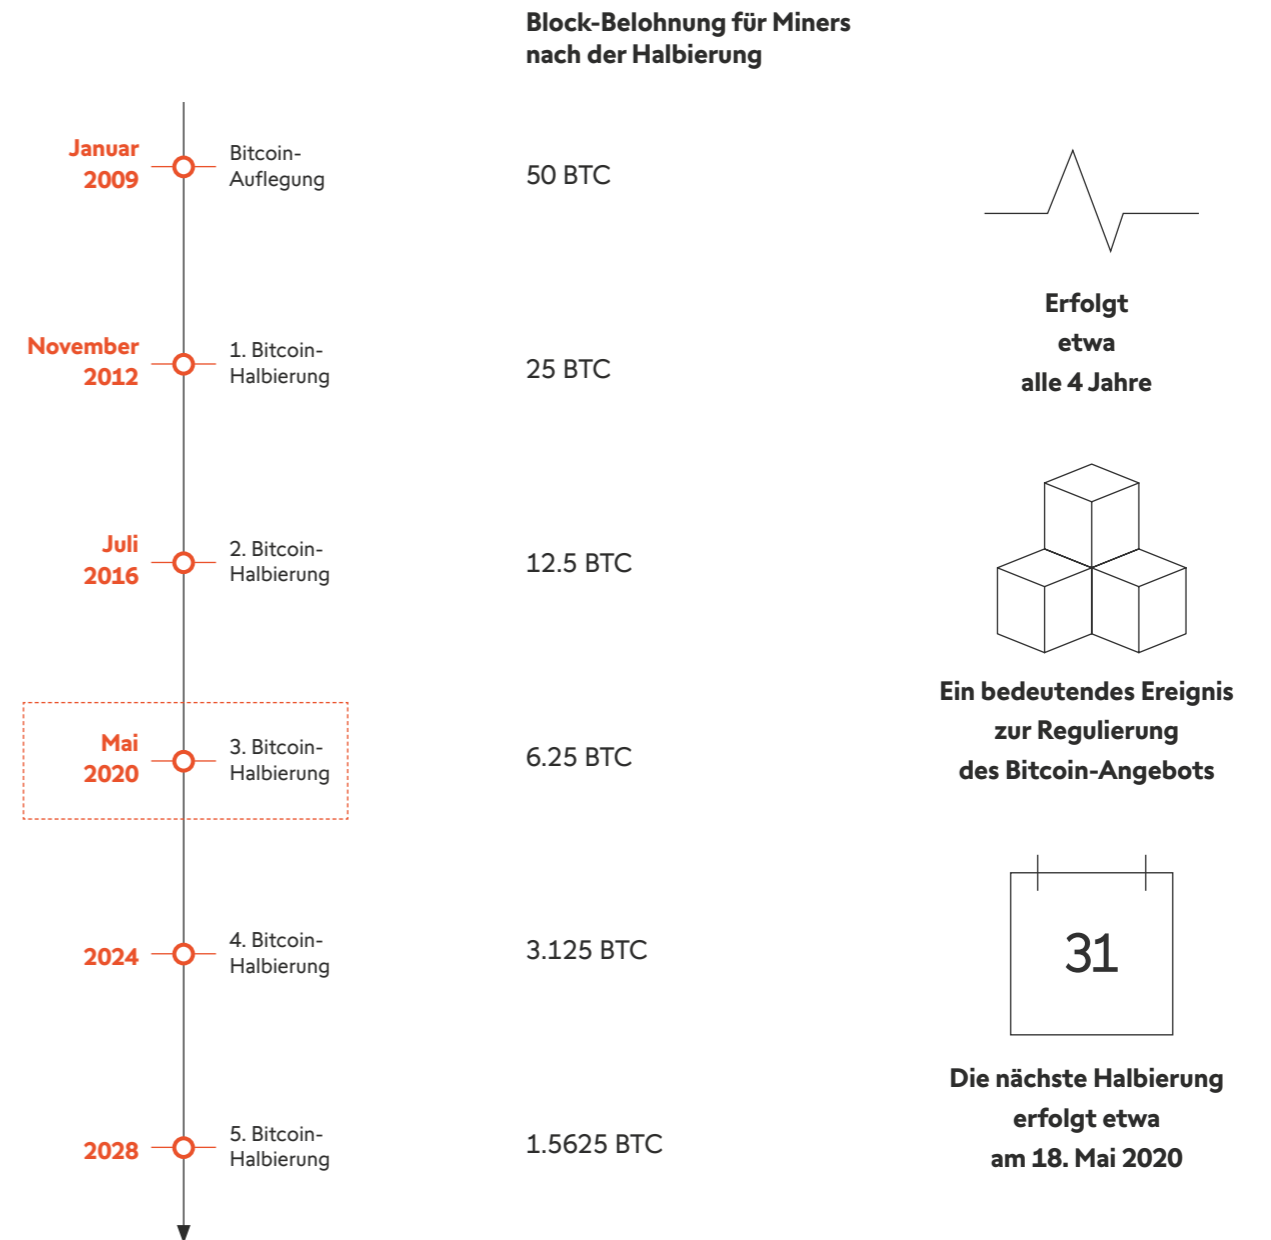 Block-Belohnung für Miners
nach der Halbierung
Januar
2009
Bitcoin-
Auflegung
50 BTC
November
2012
1. Bitcoin-
Halbierung
25 BTC
Juli
2016
2. Bitcoin-
Halbierung
12.5 BTC
Mai
2020
3. Bitcoin-
Halbierung
6.25 BTC
2024
4. Bitcoin-
Halbierung
3.125 BTC
2028
5. Bitcoin-
Halbierung
1.5625 BTC
Erfolgt
etwa
alle 4 Jahre
Ein bedeutendes Ereignis
zur Regulierung
des Bitcoin-Angebots
31
Die nächste Halbierung
erfolgt etwa
am 18. Mai 2020